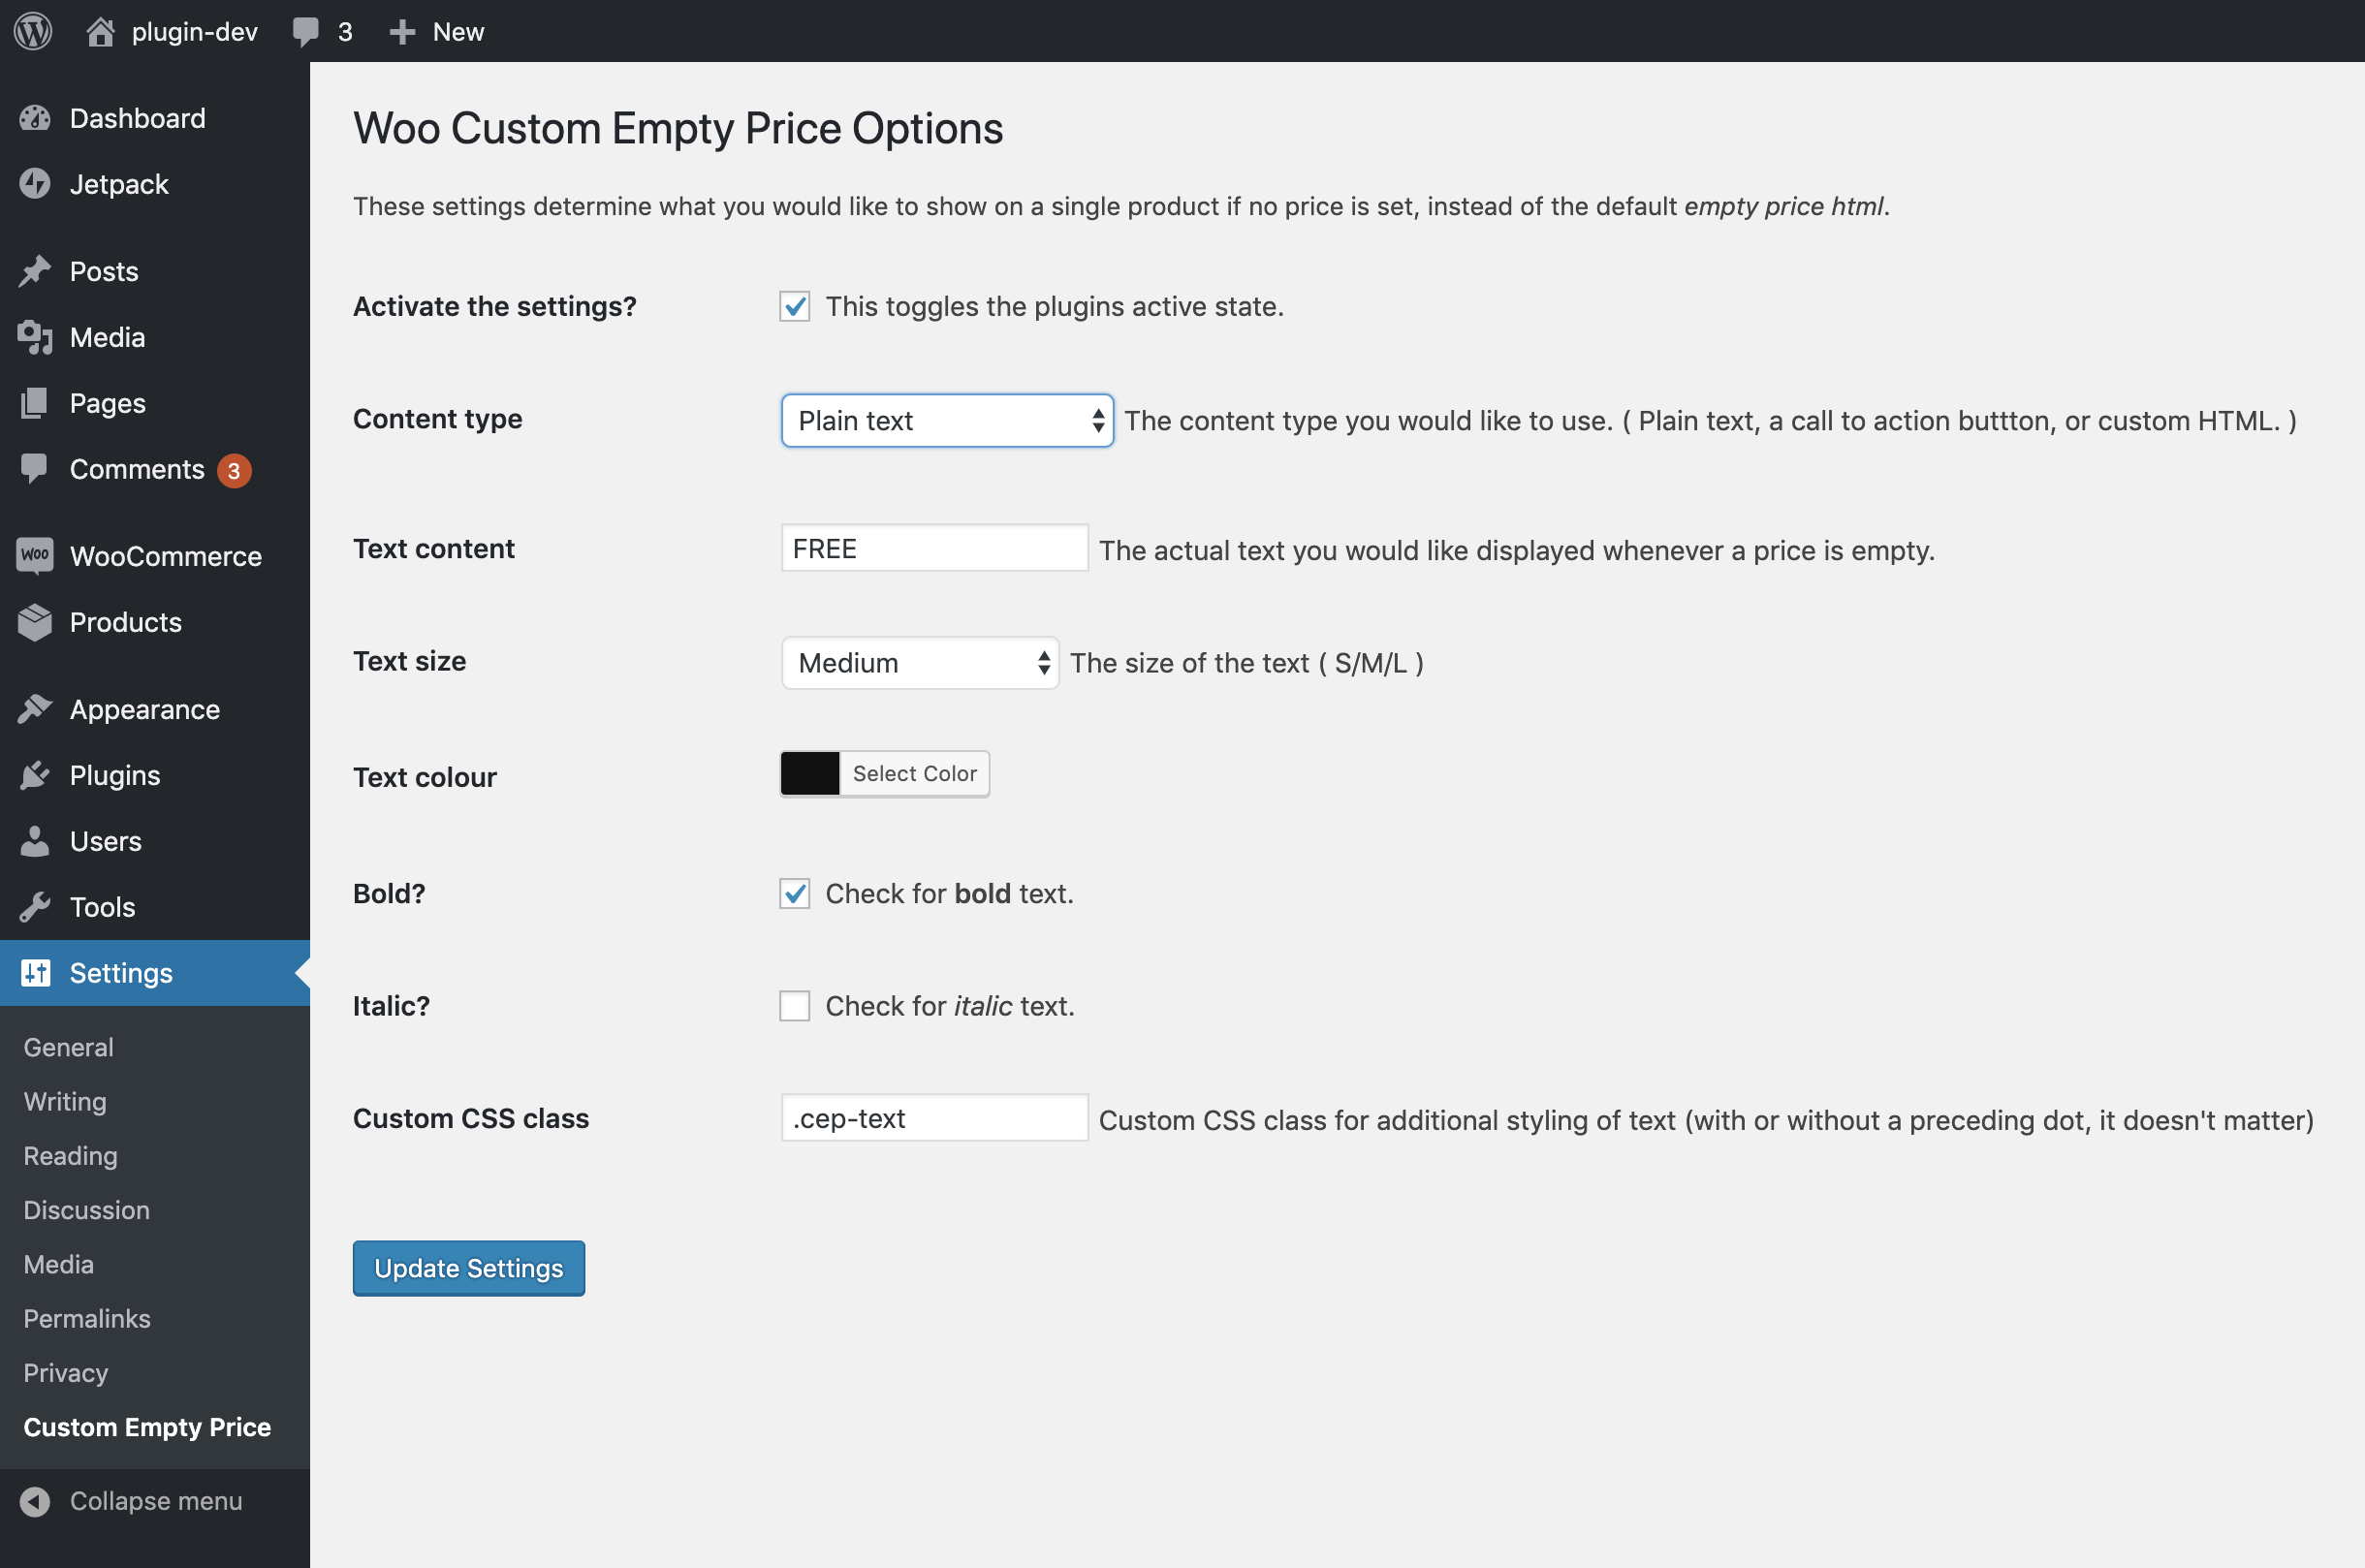 plugin-dev 3 New
Dashboard
Jetpack
Posts
Media
Pages
Comments 3
Woo WooCommerce
Products
Appearance
Plugins
Users
Tools
Settings
General
Writing
Reading
Discussion
Media
Permalinks
Privacy
Custom Empty Price
Collapse menu
Woo Custom Empty Price Options
These settings determine what you would like to show on a single product if no price is set, instead of the default empty price html.
Activate the settings? This toggles the plugins active state.
Content type Plain text The content type you would like to use. ( Plain text, a call to action buttton, or custom HTML. )
Text content FREE The actual text you would like displayed whenever a price is empty.
Text size Medium The size of the text ( S/M/L )
Text colour Select Color
Bold? Check for bold text.
Italic? Check for italic text.
Custom CSS class .cep-text Custom CSS class for additional styling of text (with or without a preceding dot, it doesn't matter)
Update Settings